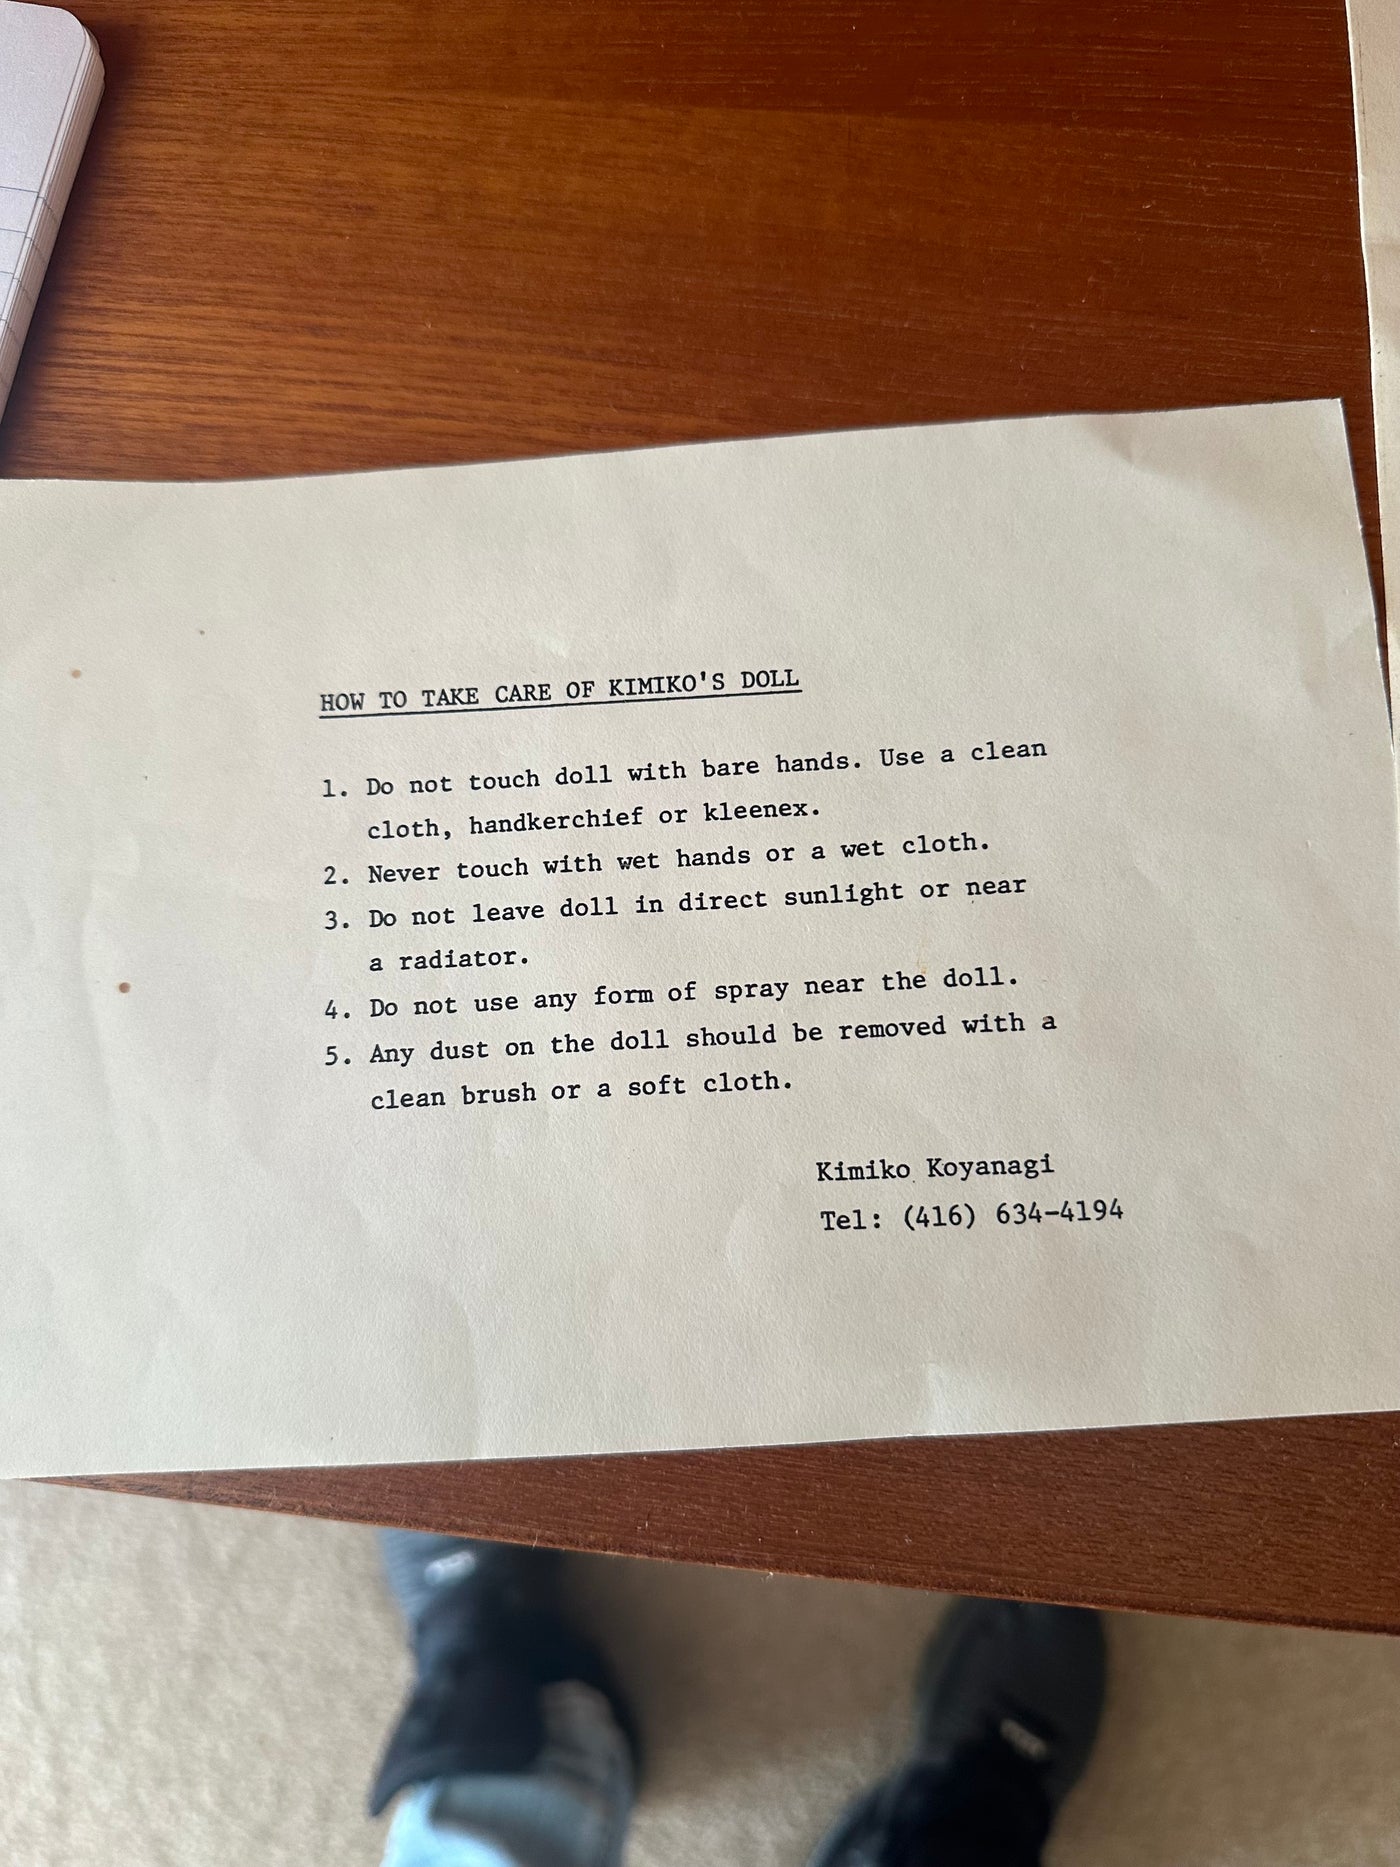 HOW TO TAKE CARE OF KIMIKO'S DOLL
1. Do not touch doll with bare hands. Use a clean
cloth, handkerchief or kleenex.
2. Never touch with wet hands or a wet cloth.
3. Do not leave doll in direct sunlight or near
a radiator.
4. Do not use any form of spray near the doll.
5. Any dust on the doll should be removed with a
clean brush or a soft cloth.
Kimiko Koyanagi
Tel: (416) 634-4194